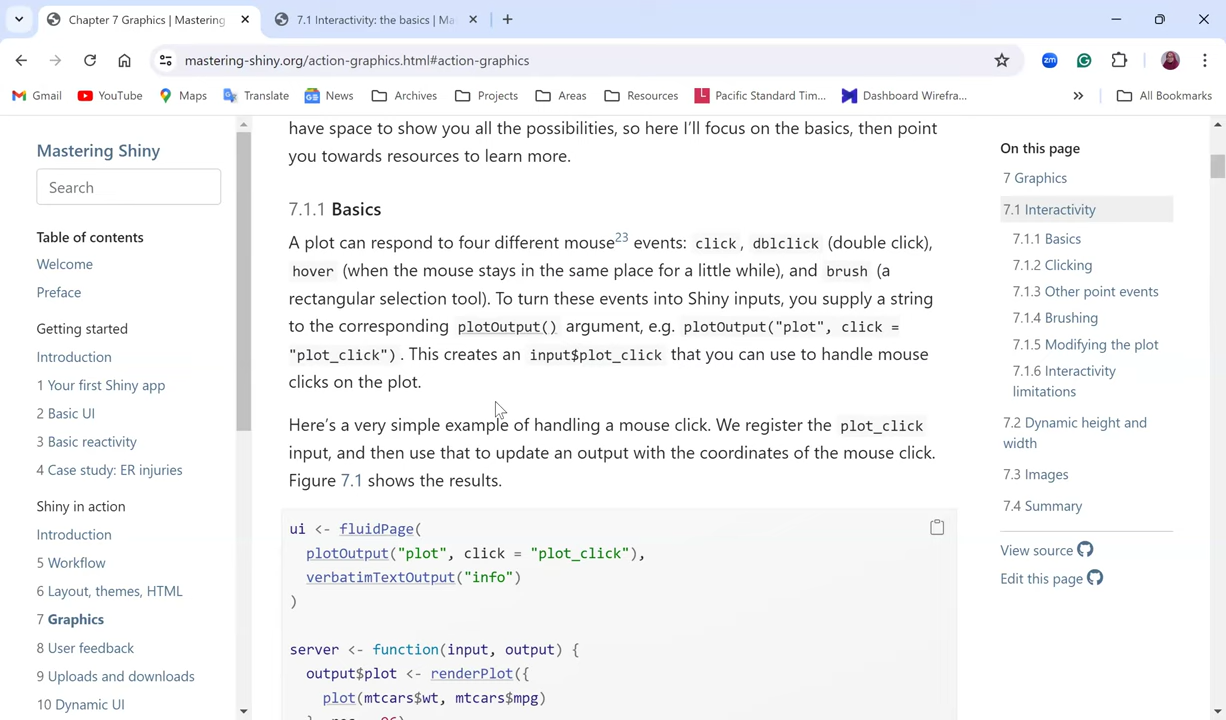 Chapter 7 Graphics | Mastering
7.1 Interactivity: the basics | Ma
mastering-shiny.org/action-graphics.html#action-graphics
zm
Gmail
YouTube
Maps
Translate
News
Archives
Projects
Areas
Resources
Pacific Standard Tim...
Dashboard Wirefra...
All Bookmarks
Mastering Shiny
Search
Table of contents
Welcome
Preface
Getting started
Introduction
1 Your first Shiny app
2 Basic UI
3 Basic reactivity
4 Case study: ER injuries
Shiny in action
Introduction
5 Workflow
6 Layout, themes, HTML
7 Graphics
8 User feedback
9 Uploads and downloads
10 Dynamic UI
have space to show you all the possibilities, so here I'll focus on the basics, then point
you towards resources to learn more.
7.1.1 Basics
A plot can respond to four different mouse23 events: click, dblclick (double click),
hover (when the mouse stays in the same place for a little while), and brush (a
rectangular selection tool). To turn these events into Shiny inputs, you supply a string
to the corresponding plotOutput() argument, e.g. plotOutput("plot", click =
"plot_click"). This creates an input$plot_click that you can use to handle mouse
clicks on the plot.
Here's a very simple example of handling a mouse click. We register the plot_click
input, and then use that to update an output with the coordinates of the mouse click.
Figure 7.1 shows the results.
ui <- fluidPage(
plotOutput("plot", click = "plot_click"),
verbatimTextOutput("info")
)
server <- function(input, output) {
output$plot <- renderPlot({
plot(mtcars$wt, mtcars$mpg)
On this page
7 Graphics
7.1 Interactivity
7.1.1 Basics
7.1.2 Clicking
7.1.3 Other point events
7.1.4 Brushing
7.1.5 Modifying the plot
7.1.6 Interactivity
limitations
7.2 Dynamic height and
width
7.3 Images
7.4 Summary
View source
Edit this page